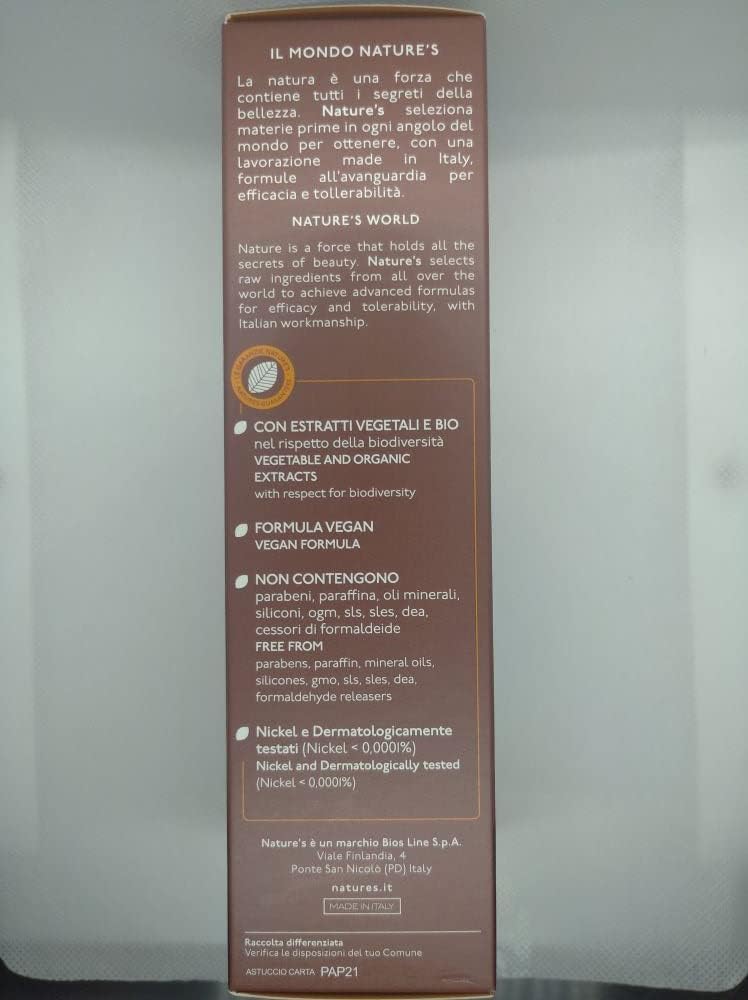 IL MONDO NATURE'S
La natura è una forza che
contiene tutti i segreti della
bellezza. Nature's seleziona
materie prime in ogni angolo del
mondo per ottenere, con una
lavorazione made in Italy,
formule all'avanguardia per
efficacia e tollerabilità.
NATURE'S WORLD
Nature is a force that holds all the
secrets of beauty. Nature's selects
raw ingredients from all over the
world to achieve advanced formulas
for efficacy and tolerability, with
Italian workmanship.
LE GARANZIE NATURE'S
NATURE'S GUARANTEES
CON ESTRATTI VEGETALI E BIO
nel rispetto della biodiversità
VEGETABLE AND ORGANIC
EXTRACTS
with respect for biodiversity
FORMULA VEGAN
VEGAN FORMULA
NON CONTENGONO
parabeni, paraffina, oli minerali,
siliconi, ogm, sls, sles, dea,
cessori di formaldeide
FREE FROM
parabens, paraffin, mineral oils,
silicones, gmo, sls, sles, dea,
formaldehyde releasers
Nickel e Dermatologicamente
testati (Nickel < 0,0001%)
Nickel and Dermatologically tested
(Nickel < 0,0001%)
Nature's è un marchio Bios Line S.p.A.
Viale Finlandia, 4
Ponte San Nicolò (PD) Italy
natures.it
MADE IN ITALY
Raccolta differenziata
Verifica le disposizioni del tuo Comune
ASTUCCIO CARTA PAP21